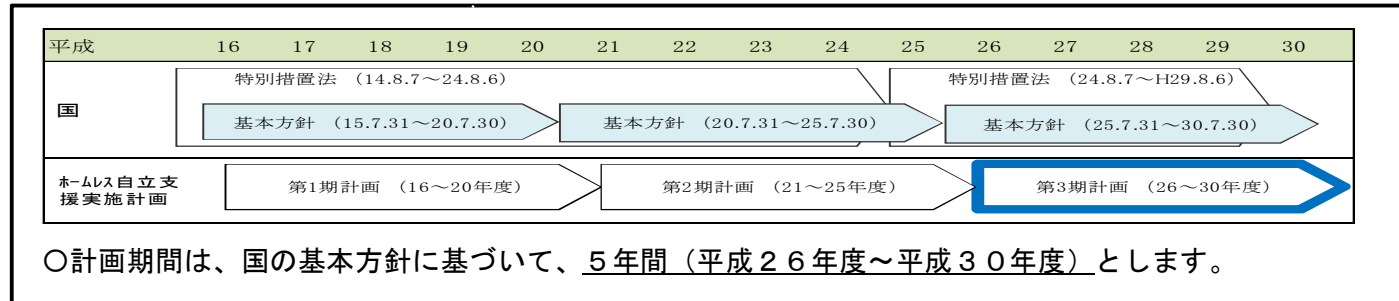 平成 16 17 18 19 20 21 22 23 24 25 26 27 28 29 30
特別措置法 (14.8.7～24.8.6) 特別措置法 (24.8.7～H29.8.6)
国
基本方針 (15.7.31～20.7.30) 基本方針 (20.7.31～25.7.30) 基本方針 (25.7.31～30.7.30)
ﾎｰﾑﾚｽ自立支
援実施計画
第1期計画 (16～20年度) 第2期計画 (21～25年度) 第3期計画 (26～30年度)
○計画期間は、国の基本方針に基づいて、５年間（平成２６年度～平成３０年度）とします。